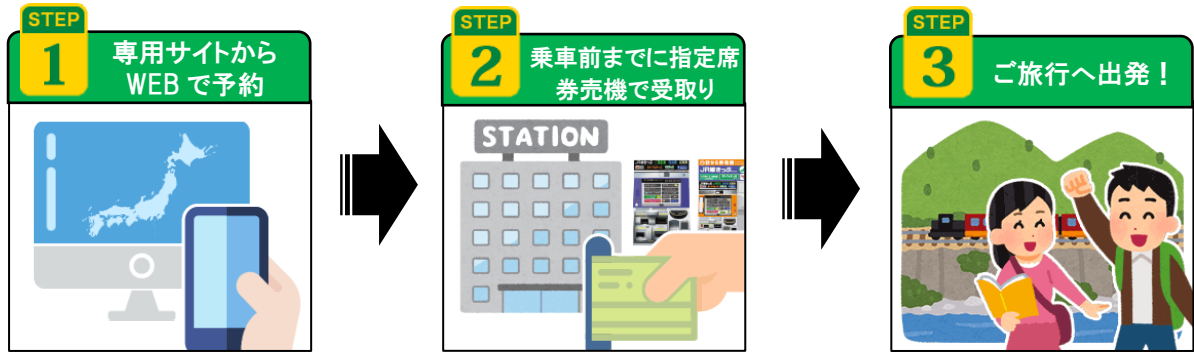 STEP
1
専用サイトから
WEBで予約
STEP
2
乗車前までに指定席
券売機で受取り
STATION
STEP
3
ご旅行へ出発！